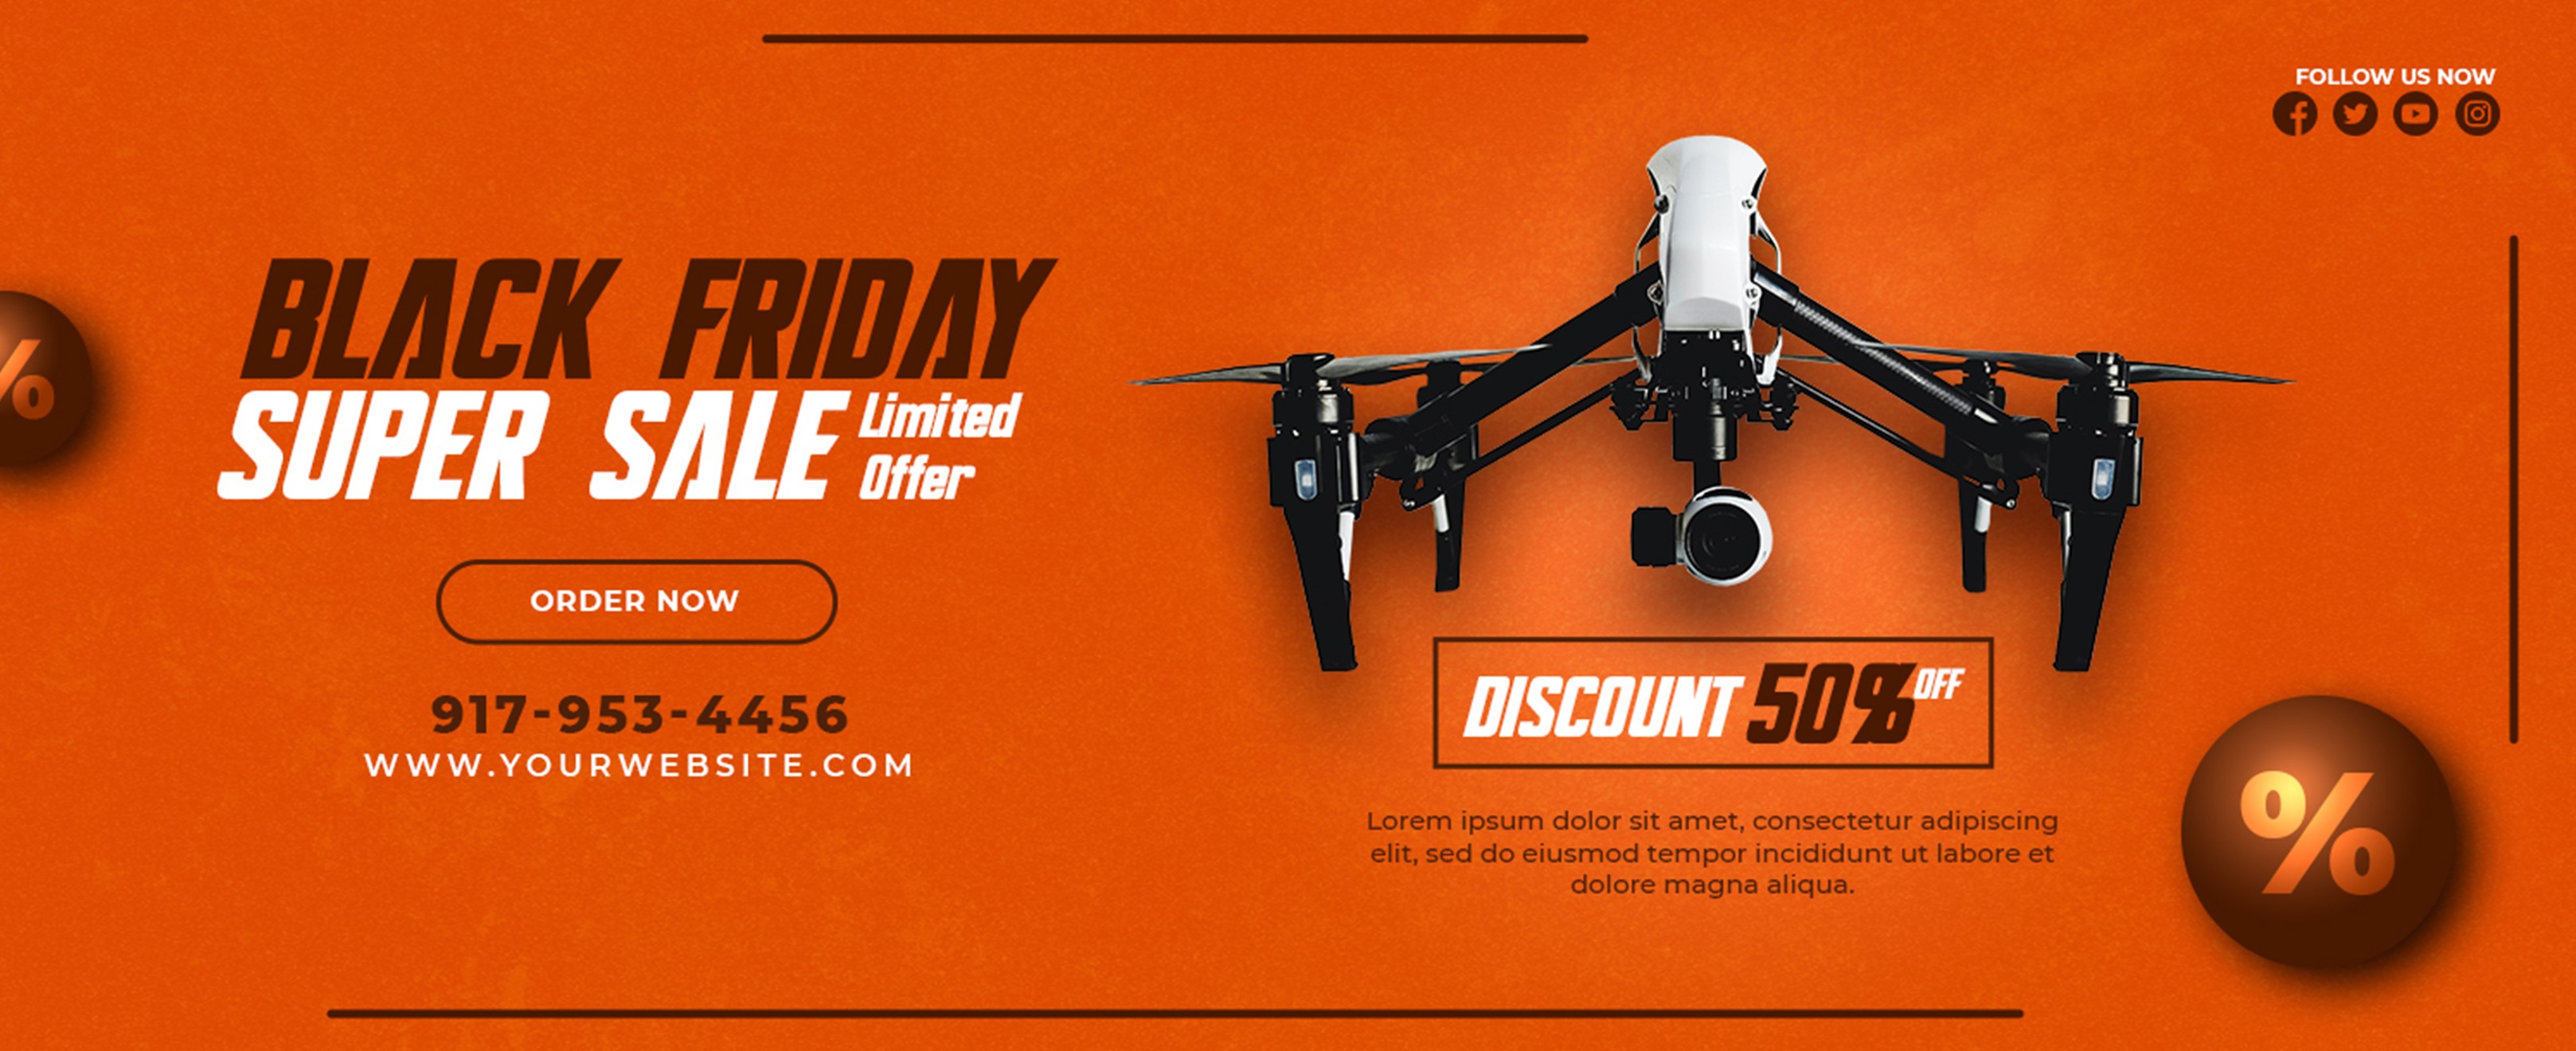 FOLLOW US NOW
BLACK FRIDAY
SUPER SALE Limited
Offer
ORDER NOW
917-953-4456
WWW.YOURWEBSITE.COM
DISCOUNT 50% OFF
Lorem ipsum dolor sit amet, consectetur adipiscing
elit, sed do eiusmod tempor incididunt ut labore et
dolore magna aliqua.
%
%